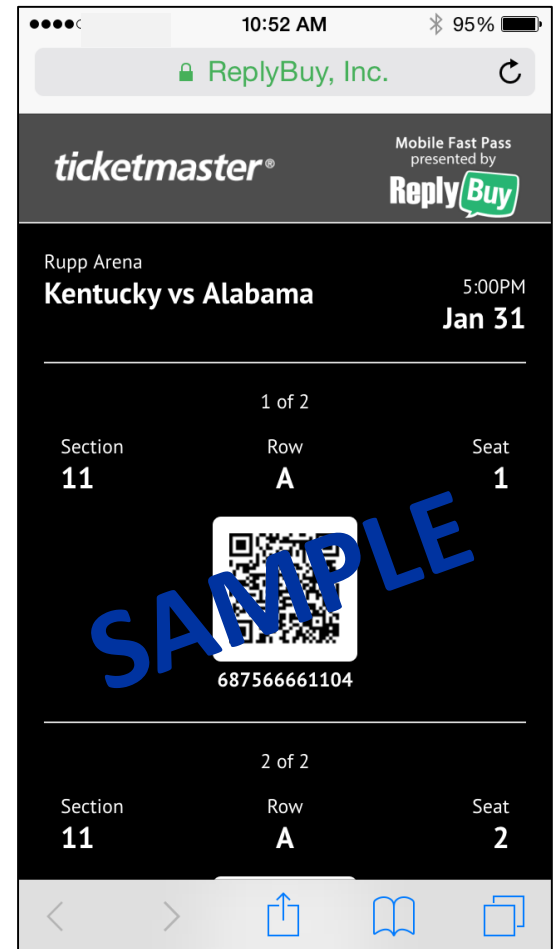 10:52 AM 95%
ReplyBuy, Inc.
ticketmaster®
Mobile Fast Pass
presented by
ReplyBuy
Rupp Arena
Kentucky vs Alabama
5:00PM
Jan 31
1 of 2
Section Row Seat
11 A 1
SAMPLE
687566661104
2 of 2
Section Row Seat
11 A 2